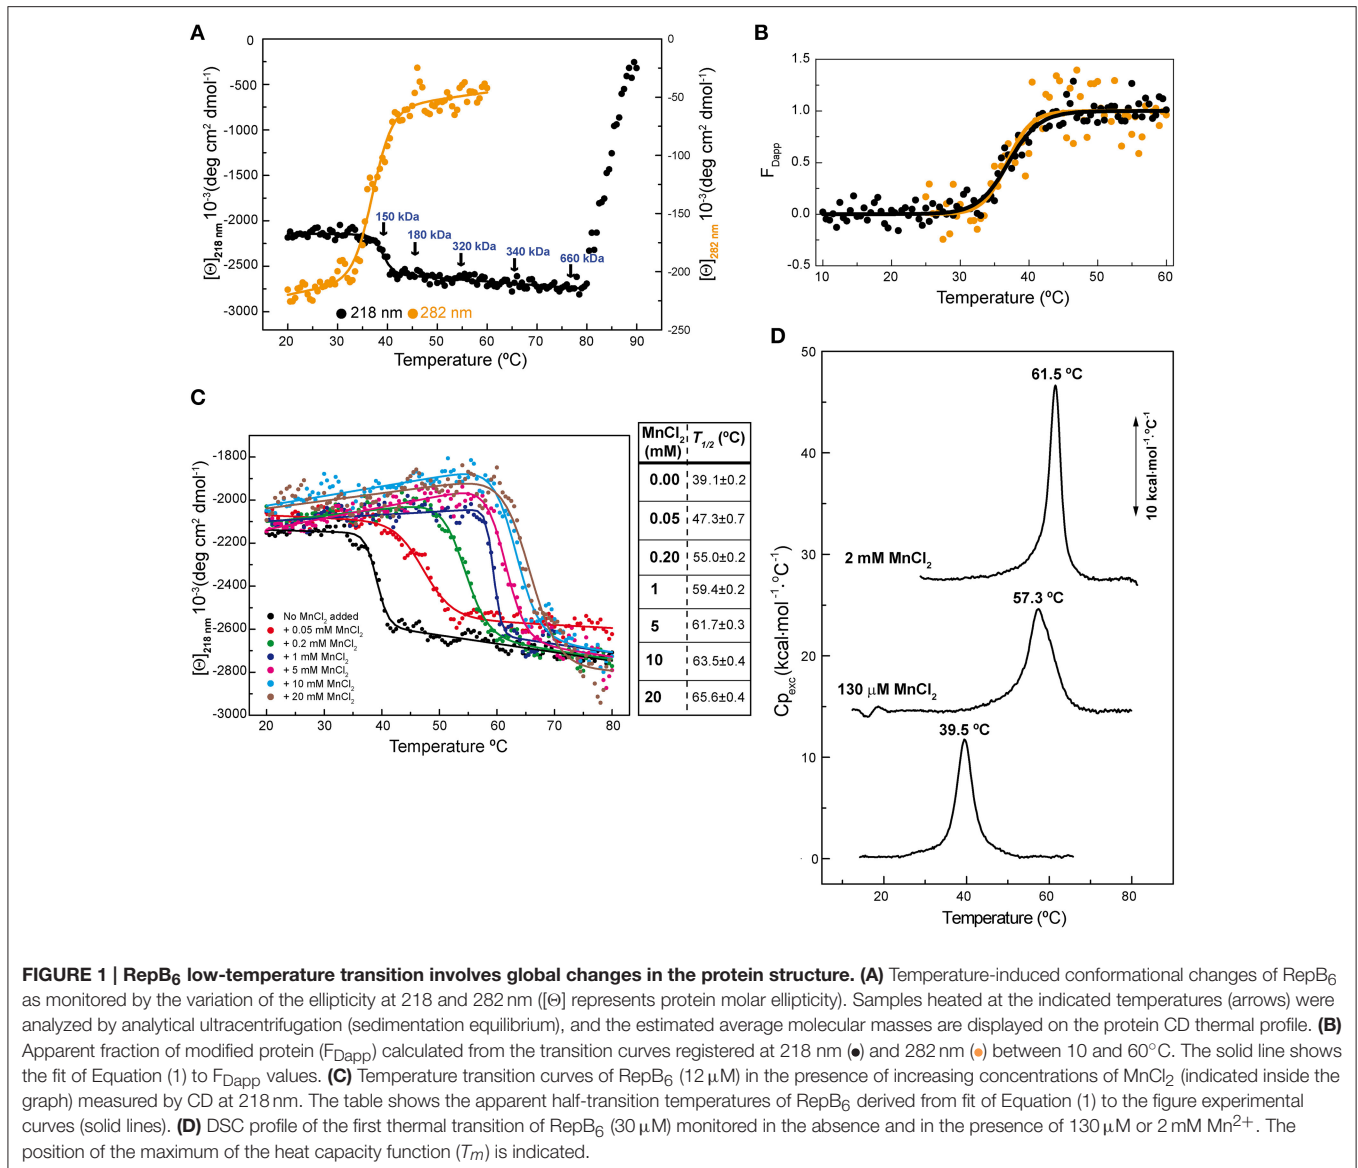 A
[Θ]218 nm 10-3(deg cm2 dmol-1)
0
-500
-1000
-1500
-2000
-2500
-3000
0
-50
-100
-150
-200
-250
[Θ]282 nm 10-3(deg cm2 dmol-1)
150 kDa
180 kDa
320 kDa
340 kDa
660 kDa
218 nm 282 nm
20 30 40 50 60 70 80 90
Temperature (ºC)
B
FDapp
1.5
1.0
0.5
0.0
-0.5
10 20 30 40 50 60
Temperature (ºC)
C
[Θ]218 nm 10-3(deg cm2 dmol-1)
-1800
-2000
-2200
-2400
-2600
-2800
-3000
No MnCl2 added
+ 0.05 mM MnCl2
+ 0.2 mM MnCl2
+ 1 mM MnCl2
+ 5 mM MnCl2
+ 10 mM MnCl2
+ 20 mM MnCl2
20 30 40 50 60 70 80
Temperature ºC
MnCl2 (mM) T1/2 (ºC)
0.00 39.1±0.2
0.05 47.3±0.7
0.20 55.0±0.2
1 59.4±0.2
5 61.7±0.3
10 63.5±0.4
20 65.6±0.4
D
Cpexc (kcal·mol-1·ºC-1)
50
40
30
20
10
0
61.5 ºC
10 kcal·mol-1·ºC-1
2 mM MnCl2
57.3 ºC
130 µM MnCl2
39.5 ºC
20 40 60 80
Temperature (ºC)
FIGURE 1 | RepB6 low-temperature transition involves global changes in the protein structure. (A) Temperature-induced conformational changes of RepB6
as monitored by the variation of the ellipticity at 218 and 282 nm ([Θ] represents protein molar ellipticity). Samples heated at the indicated temperatures (arrows) were
analyzed by analytical ultracentrifugation (sedimentation equilibrium), and the estimated average molecular masses are displayed on the protein CD thermal profile. (B)
Apparent fraction of modified protein (FDapp) calculated from the transition curves registered at 218 nm (●) and 282 nm (●) between 10 and 60°C. The solid line shows
the fit of Equation (1) to FDapp values. (C) Temperature transition curves of RepB6 (12 µM) in the presence of increasing concentrations of MnCl2 (indicated inside the
graph) measured by CD at 218 nm. The table shows the apparent half-transition temperatures of RepB6 derived from fit of Equation (1) to the figure experimental
curves (solid lines). (D) DSC profile of the first thermal transition of RepB6 (30 µM) monitored in the absence and in the presence of 130 µM or 2 mM Mn2+. The
position of the maximum of the heat capacity function (Tm) is indicated.